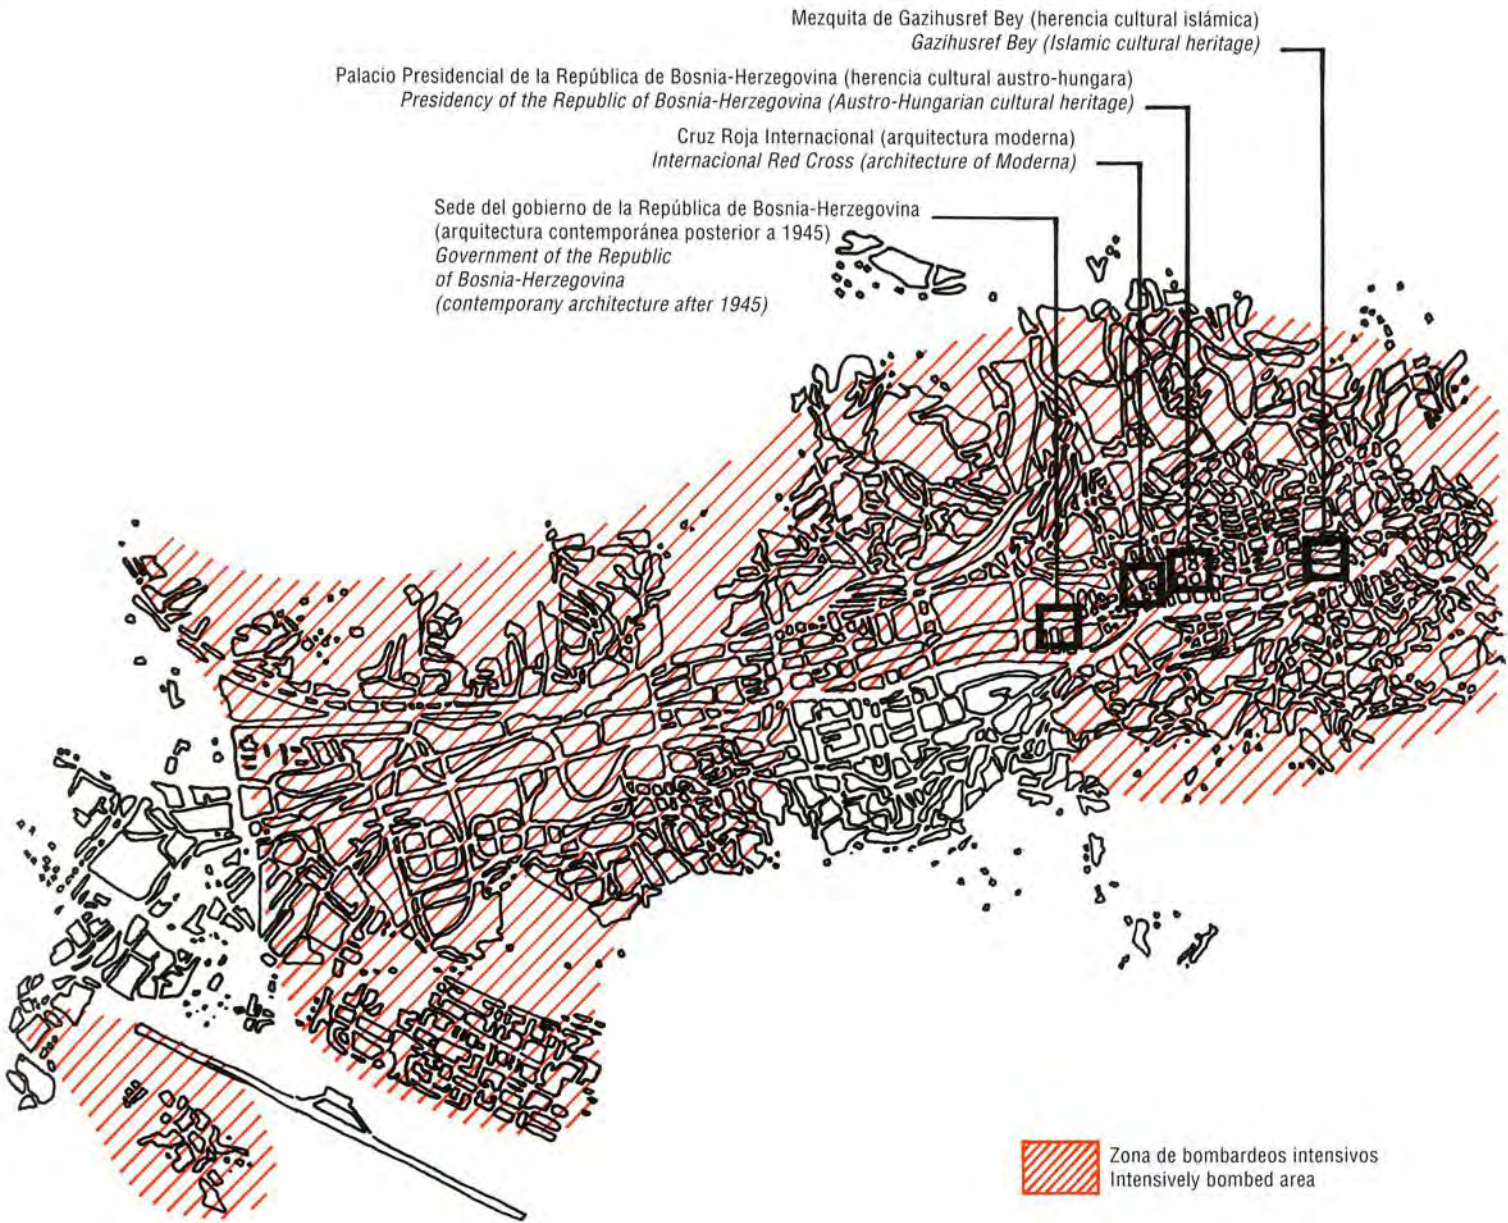 Mezquita de Gazihusref Bey (herencia cultural islámica)
Gazihusref Bey (Islamic cultural heritage)
Palacio Presidencial de la República de Bosnia-Herzegovina (herencia cultural austro-hungara)
Presidency of the Republic of Bosnia-Herzegovina (Austro-Hungarian cultural heritage)
Cruz Roja Internacional (arquitectura moderna)
Internacional Red Cross (architecture of Moderna)
Sede del gobierno de la República de Bosnia-Herzegovina
(arquitectura contemporánea posterior a 1945)
Government of the Republic
of Bosnia-Herzegovina
(contemporany architecture after 1945)
Zona de bombardeos intensivos
Intensively bombed area